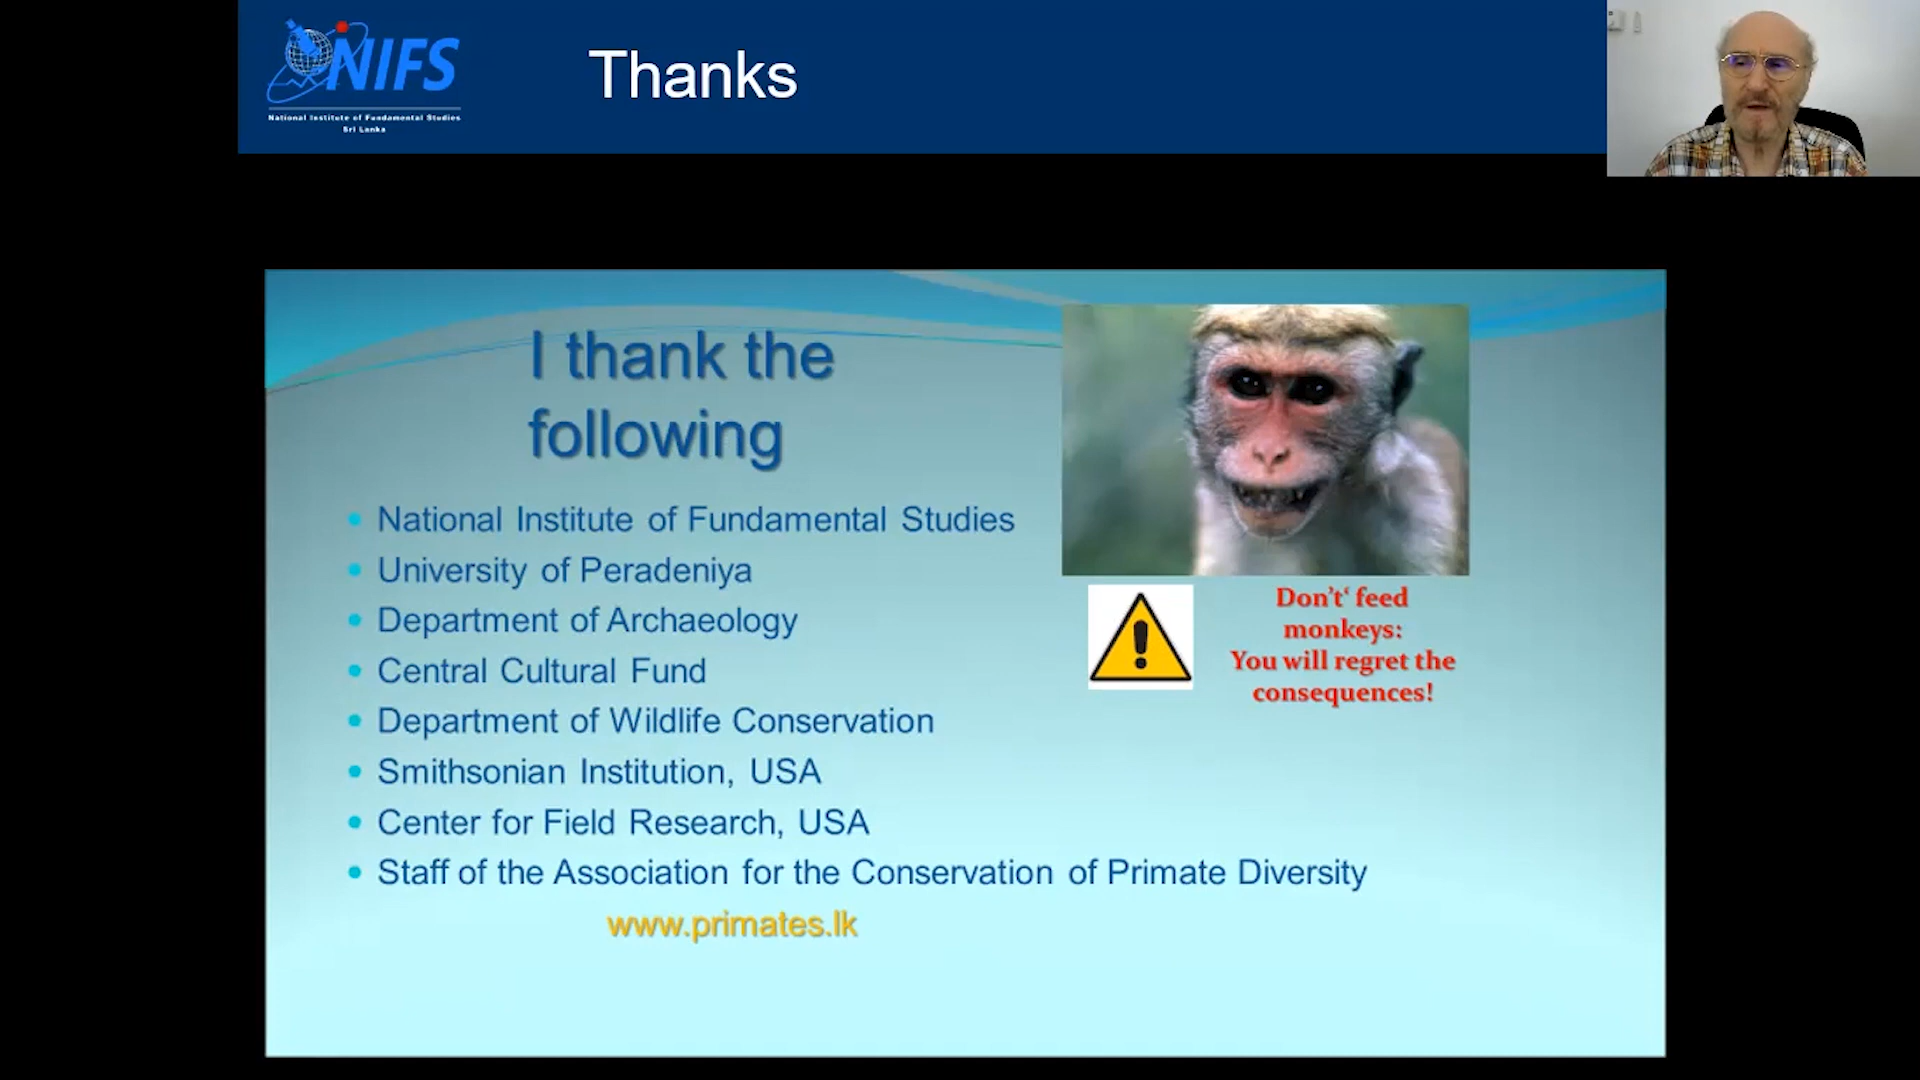 NIFS
National Institute of Fundamental Studies
Sri Lanka
Thanks
I thank the
following
• National Institute of Fundamental Studies
• University of Peradeniya
• Department of Archaeology
• Central Cultural Fund
• Department of Wildlife Conservation
• Smithsonian Institution, USA
• Center for Field Research, USA
• Staff of the Association for the Conservation of Primate Diversity
www.primates.lk
Don't‘ feed
monkeys:
You will regret the
consequences!